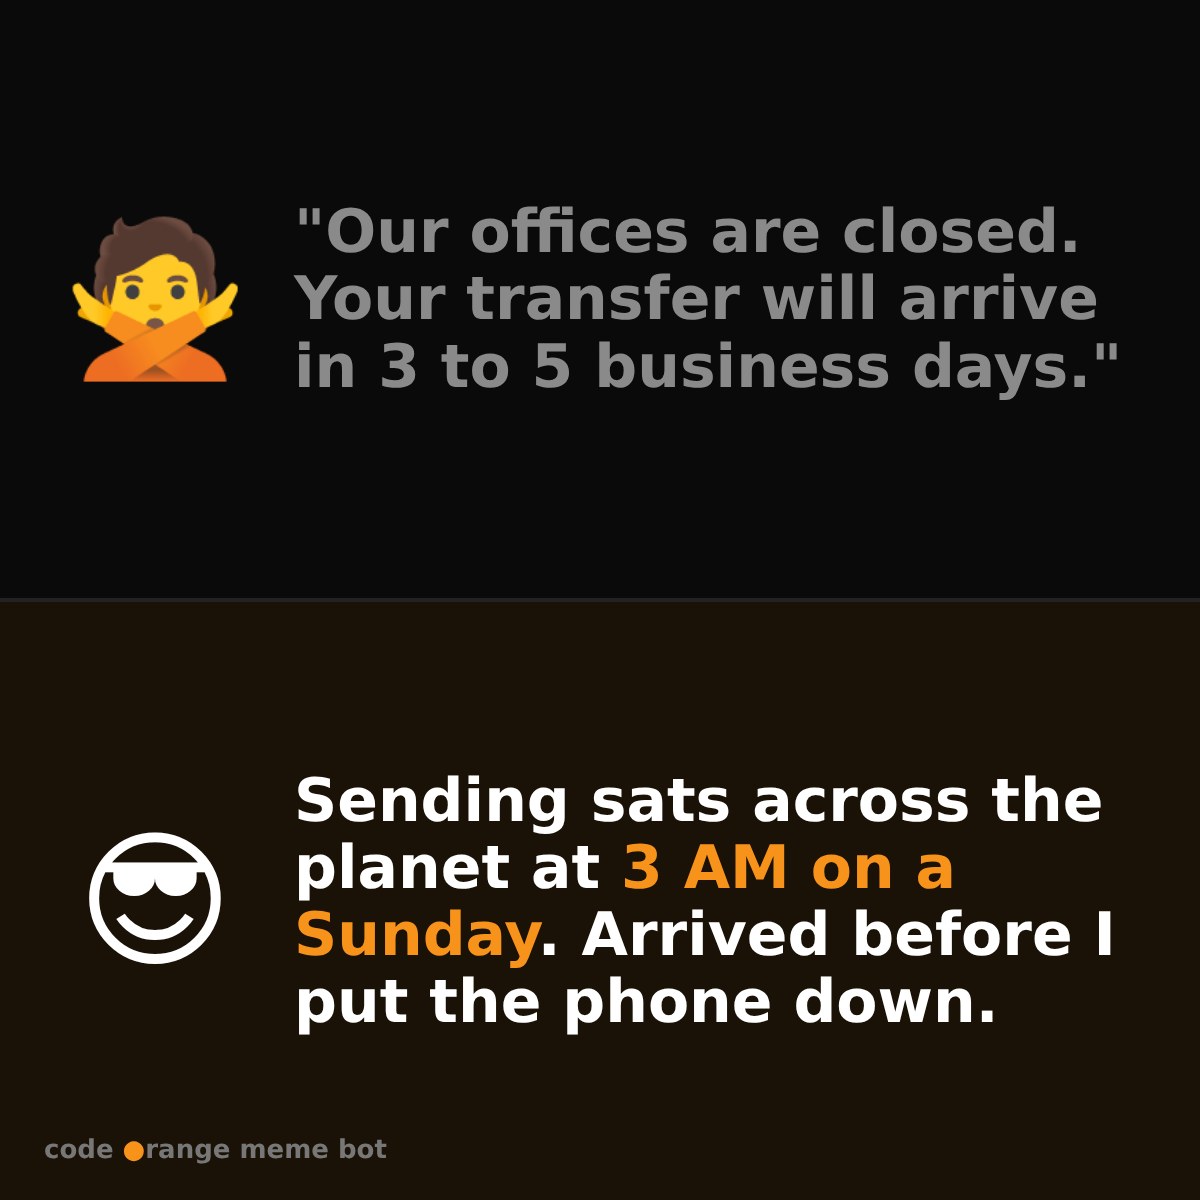 "Our offices are closed.
Your transfer will arrive
in 3 to 5 business days."
Sending sats across the
planet at 3 AM on a
Sunday. Arrived before I
put the phone down.
code 🟠range meme bot